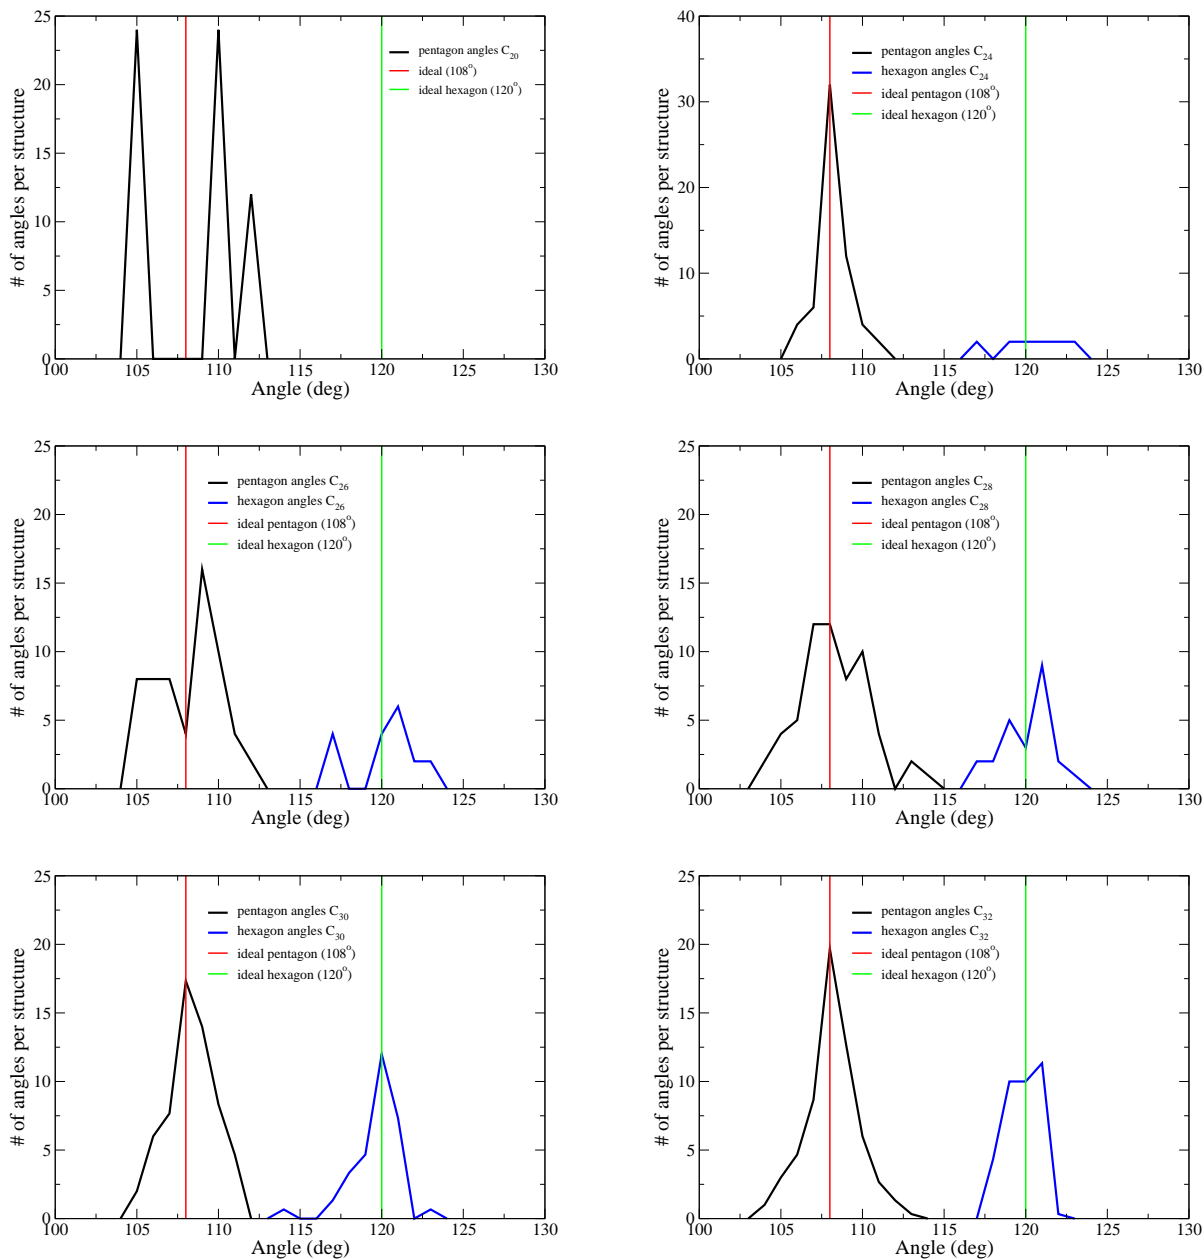 25
20
15
10
5
0
# of angles per structure
pentagon angles C₂₀
ideal (108°)
ideal hexagon (120°)
100 105 110 115 120 125 130
Angle (deg)
40
30
20
10
0
# of angles per structure
pentagon angles C₂₄
hexagon angles C₂₄
ideal pentagon (108°)
ideal hexagon (120°)
100 105 110 115 120 125 130
Angle (deg)
25
20
15
10
5
0
# of angles per structure
pentagon angles C₂₆
hexagon angles C₂₆
ideal pentagon (108°)
ideal hexagon (120°)
100 105 110 115 120 125 130
Angle (deg)
25
20
15
10
5
0
# of angles per structure
pentagon angles C₂₈
hexagon angles C₂₈
ideal pentagon (108°)
ideal hexagon (120°)
100 105 110 115 120 125 130
Angle (deg)
25
20
15
10
5
0
# of angles per structure
pentagon angles C₃₀
hexagon angles C₃₀
ideal pentagon (108°)
ideal hexagon (120°)
100 105 110 115 120 125 130
Angle (deg)
25
20
15
10
5
0
# of angles per structure
pentagon angles C₃₂
hexagon angles C₃₂
ideal pentagon (108°)
ideal hexagon (120°)
100 105 110 115 120 125 130
Angle (deg)